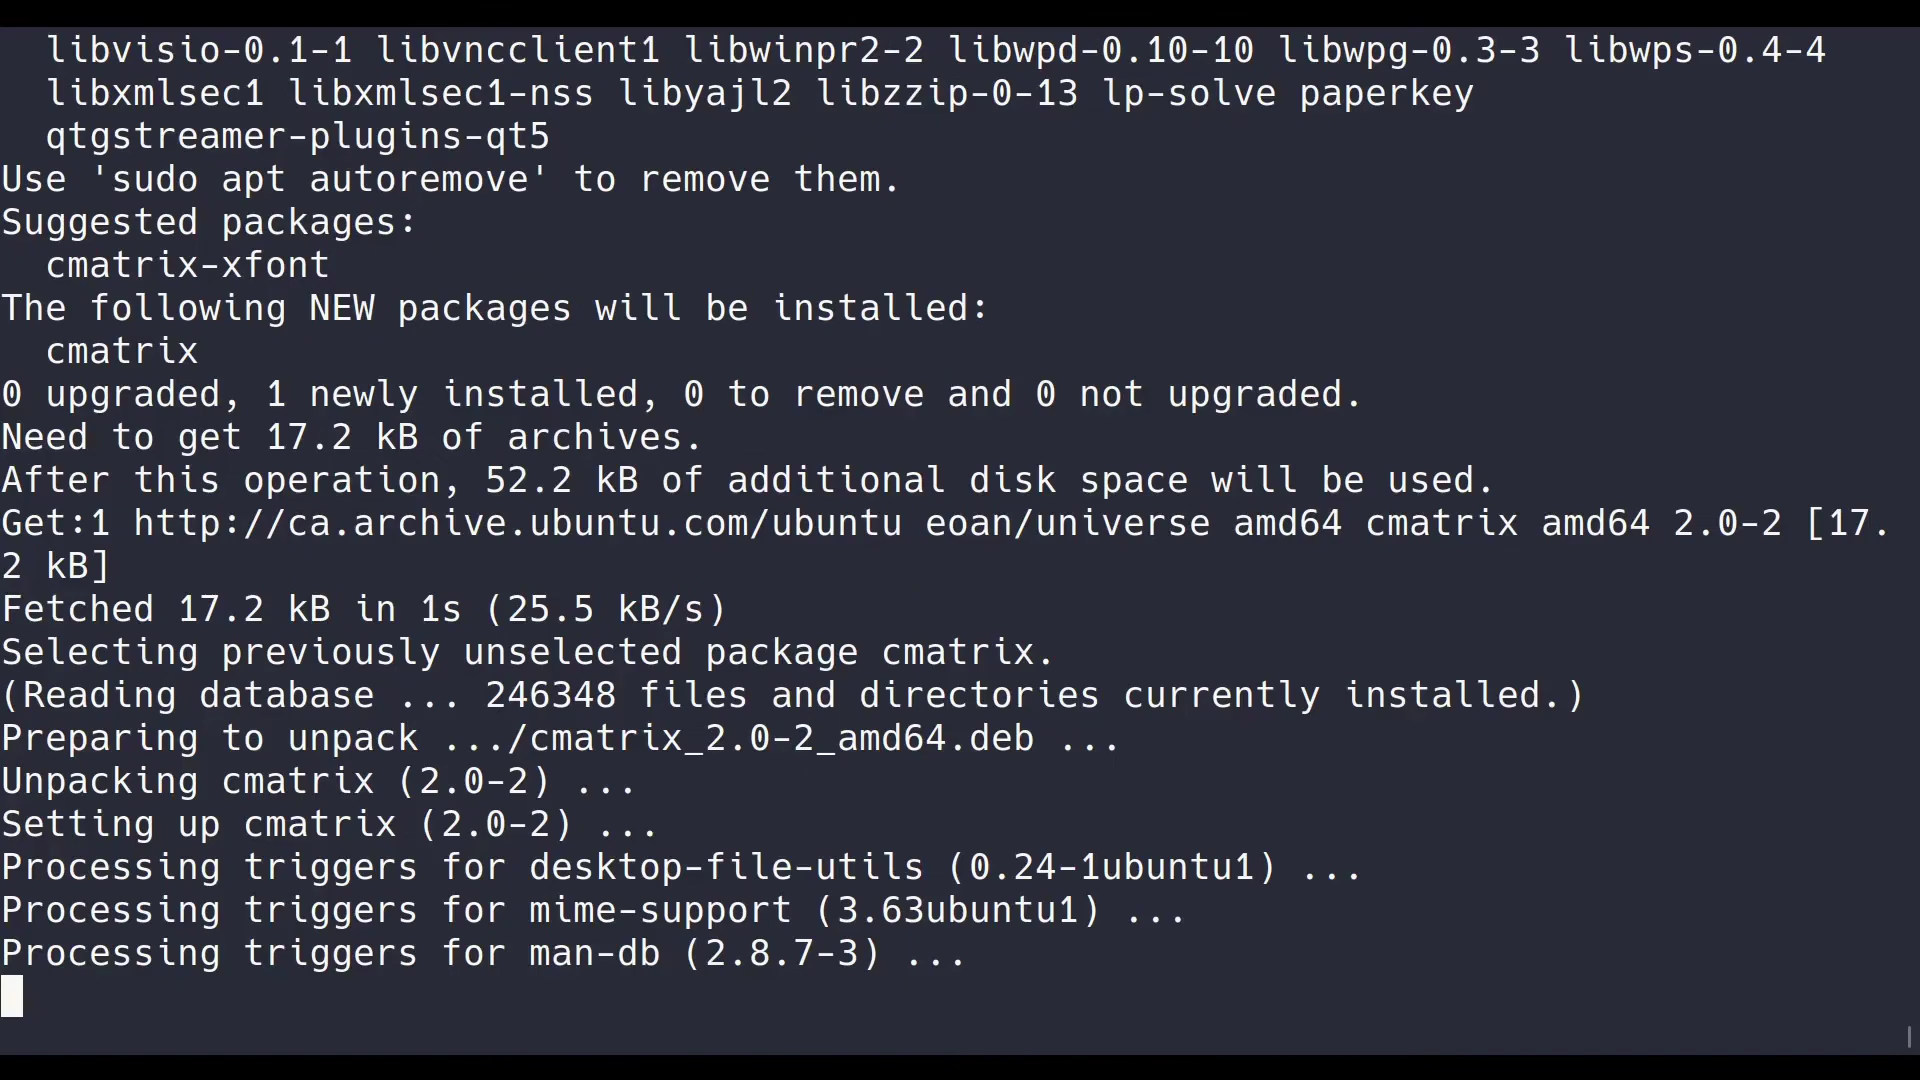 libvisio-0.1-1 libvncclient1 libwinpr2-2 libwpd-0.10-10 libwpg-0.3-3 libwps-0.4-4
libxmlsec1 libxmlsec1-nss libyajl2 libzzip-0-13 lp-solve paperkey
qtgstreamer-plugins-qt5
Use 'sudo apt autoremove' to remove them.
Suggested packages:
cmatrix-xfont
The following NEW packages will be installed:
cmatrix
0 upgraded, 1 newly installed, 0 to remove and 0 not upgraded.
Need to get 17.2 kB of archives.
After this operation, 52.2 kB of additional disk space will be used.
Get:1 http://ca.archive.ubuntu.com/ubuntu eoan/universe amd64 cmatrix amd64 2.0-2 [17.
2 kB]
Fetched 17.2 kB in 1s (25.5 kB/s)
Selecting previously unselected package cmatrix.
(Reading database ... 246348 files and directories currently installed.)
Preparing to unpack .../cmatrix_2.0-2_amd64.deb ...
Unpacking cmatrix (2.0-2) ...
Setting up cmatrix (2.0-2) ...
Processing triggers for desktop-file-utils (0.24-1ubuntu1) ...
Processing triggers for mime-support (3.63ubuntu1) ...
Processing triggers for man-db (2.8.7-3) ...